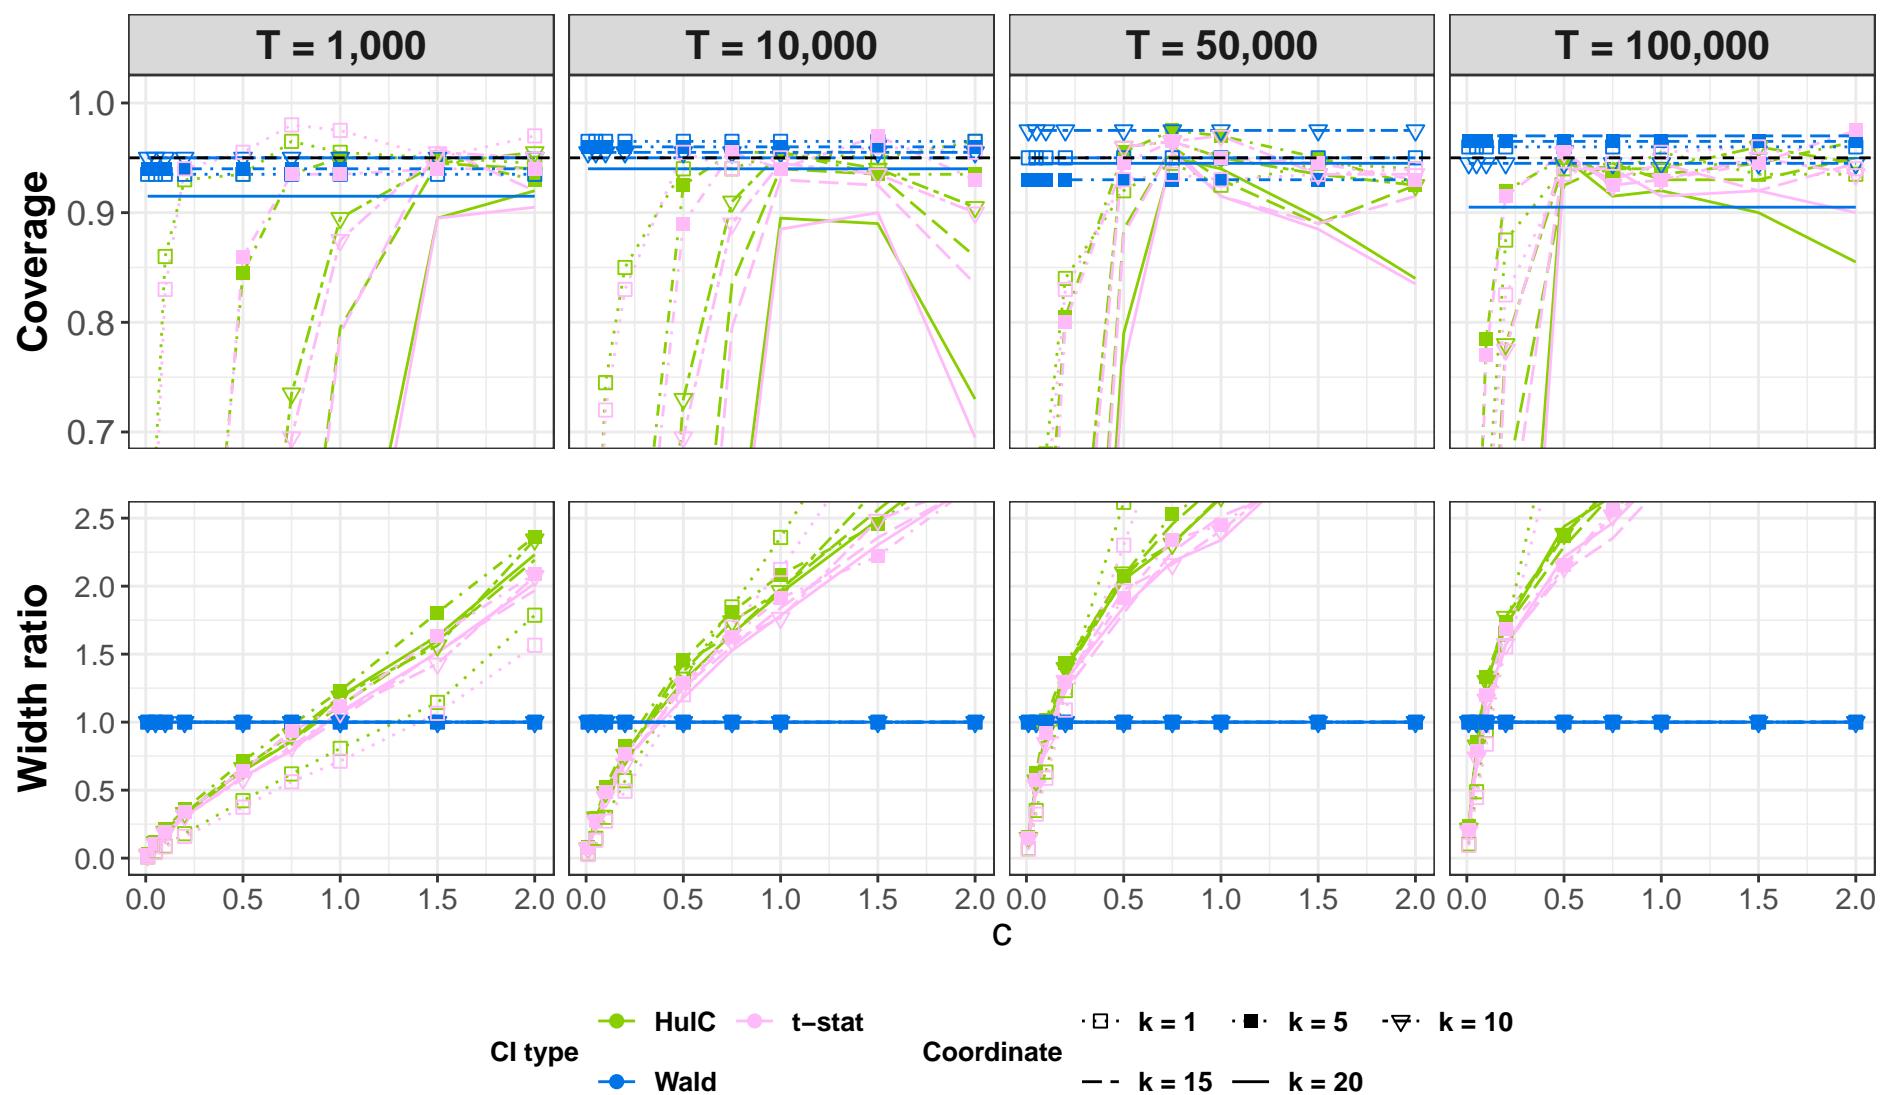 T = 1,000 T = 10,000 T = 50,000 T = 100,000
Coverage
1.0
0.9
0.8
0.7
Width ratio
2.5
2.0
1.5
1.0
0.5
0.0
0.0 0.5 1.0 1.5 2.0 0.0 0.5 1.0 1.5 2.0 0.0 0.5 1.0 1.5 2.0 0.0 0.5 1.0 1.5 2.0
c
CI type
HulC t−stat
Wald
Coordinate
k = 1 k = 5 k = 10
k = 15 k = 20